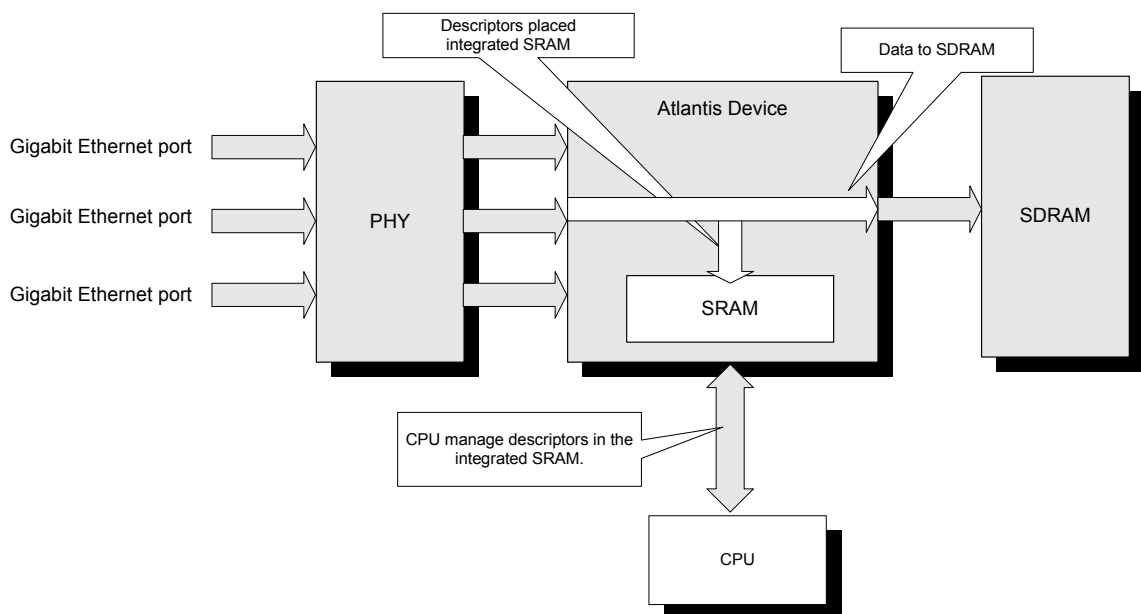 Descriptors placed
integrated SRAM
Data to SDRAM
Atlantis Device
Gigabit Ethernet port
Gigabit Ethernet port
PHY
SDRAM
Gigabit Ethernet port
SRAM
CPU manage descriptors in the
integrated SRAM.
CPU